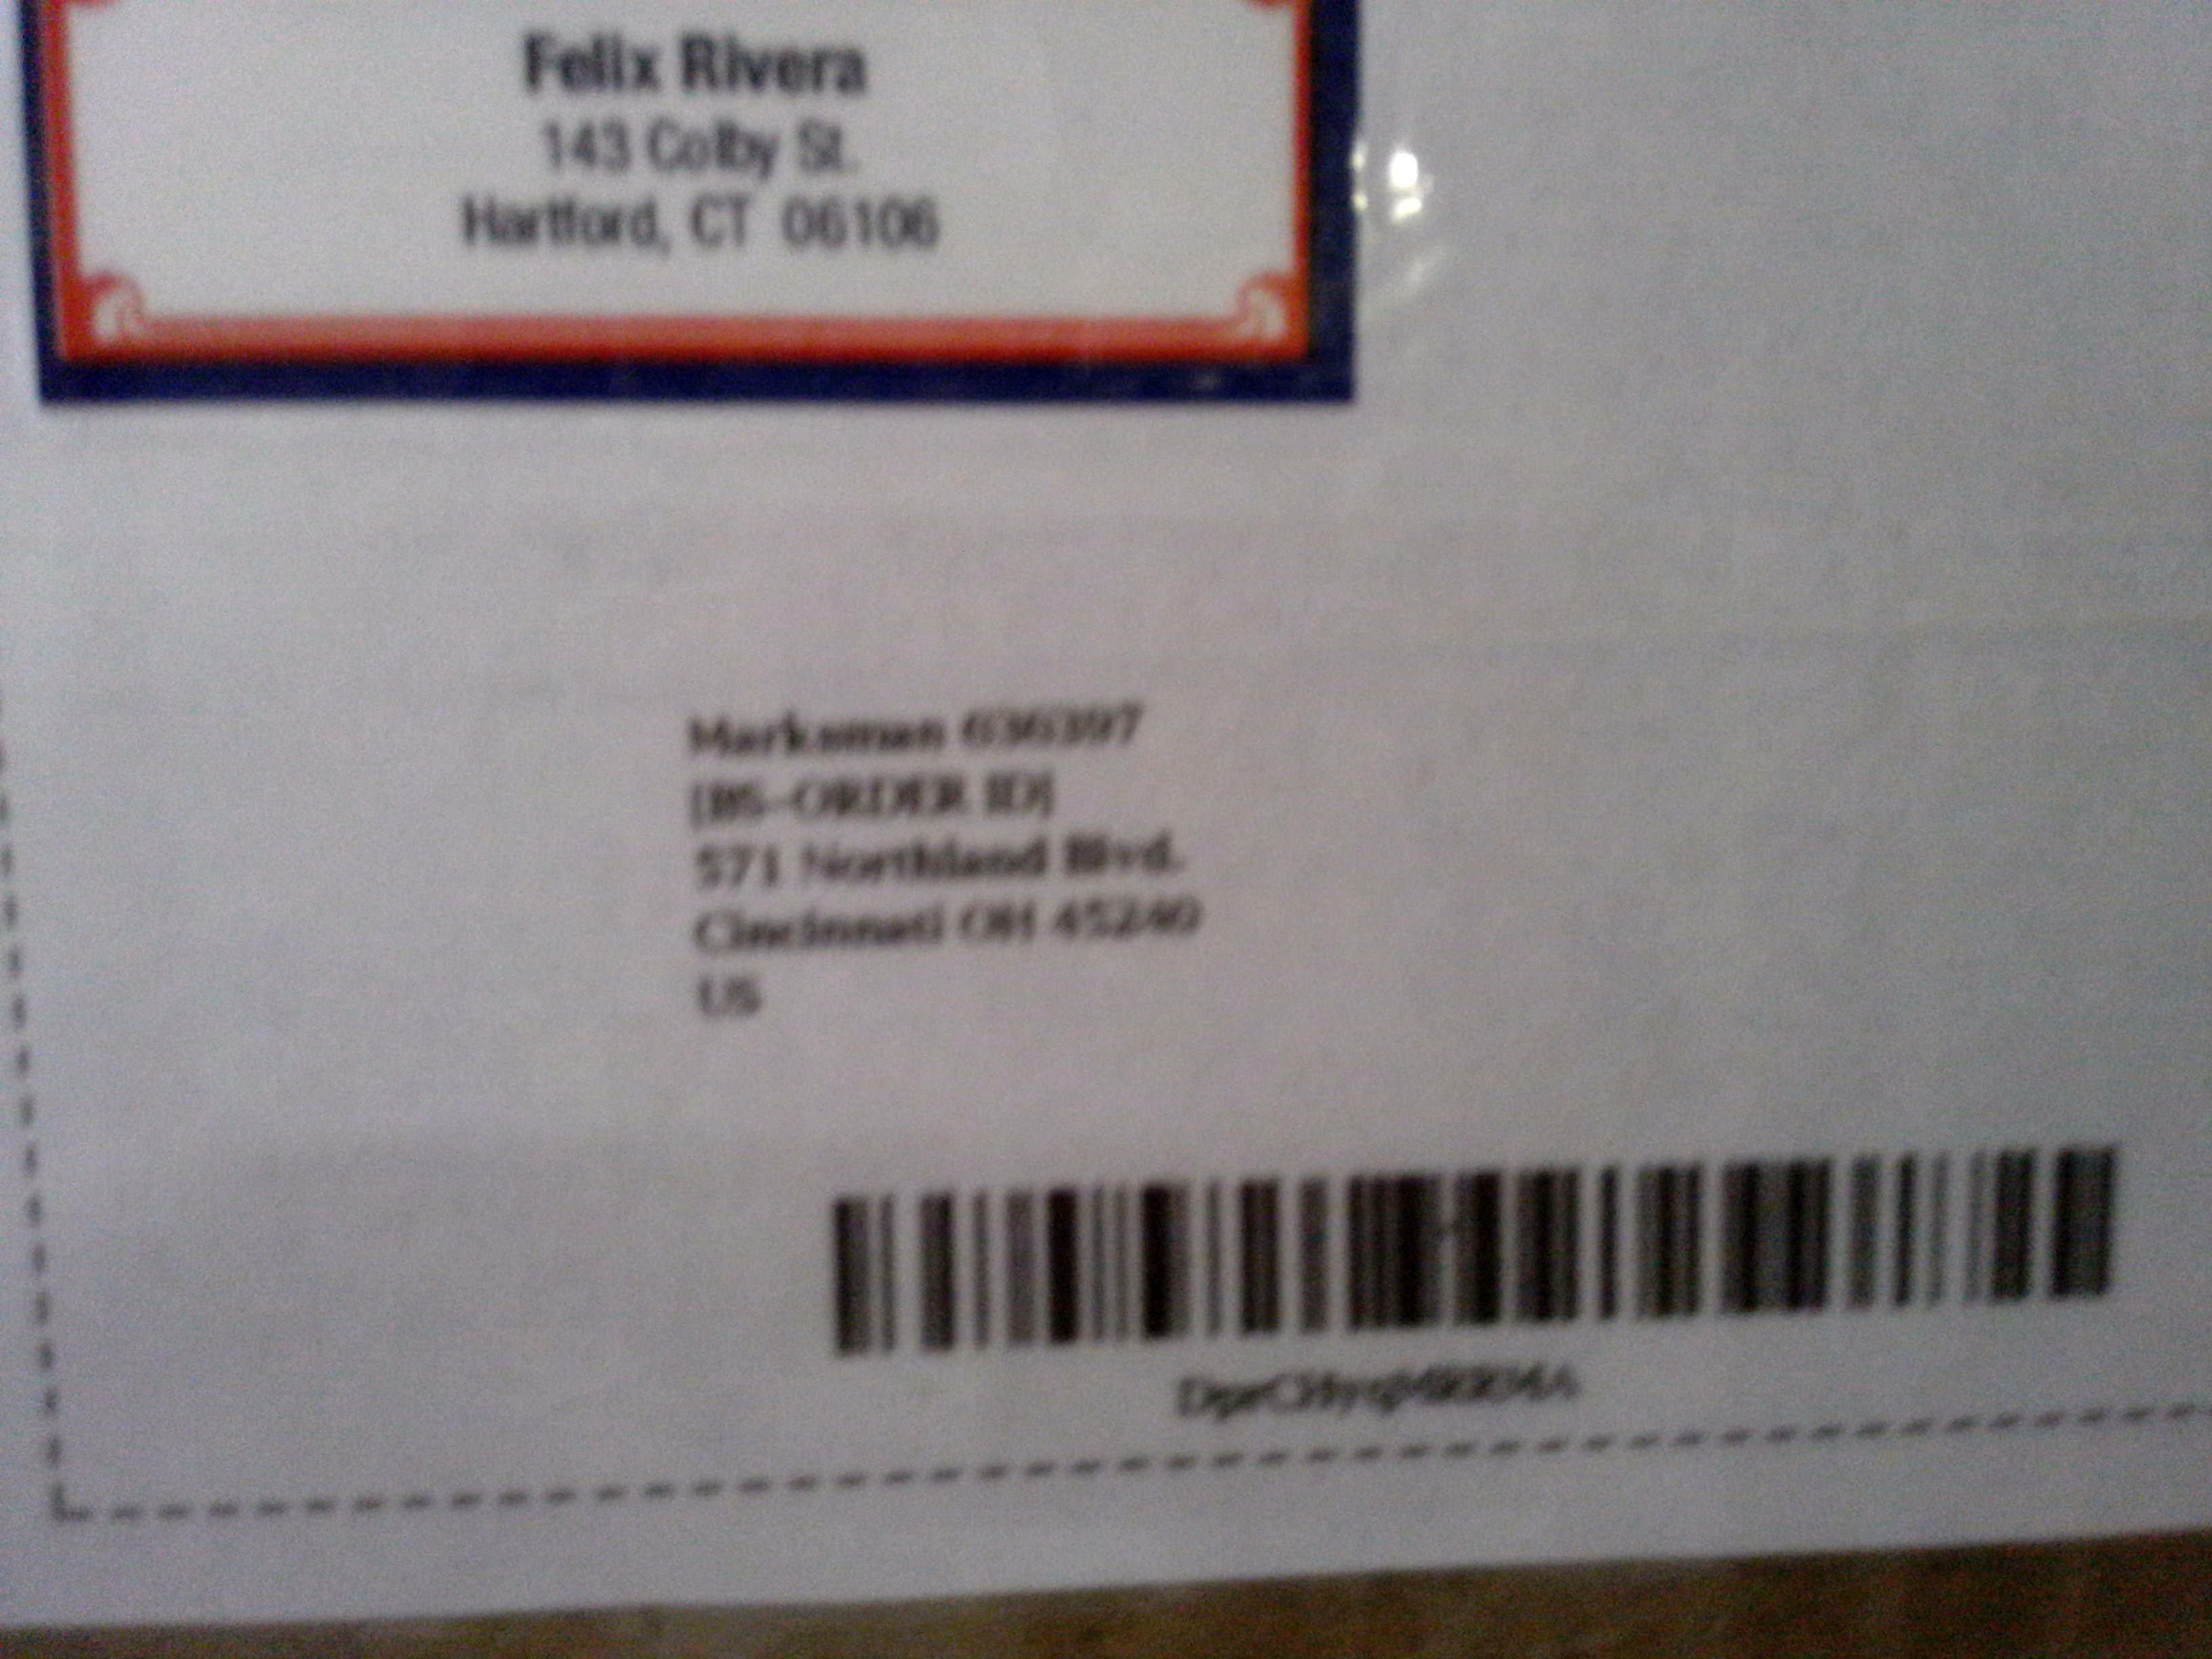 Felix Rivera
143 Colby St.
Hartford, CT 06106
Marksman 636397
[BS-ORDER ID]
571 Northland Blvd.
Cincinnati OH 45240
US